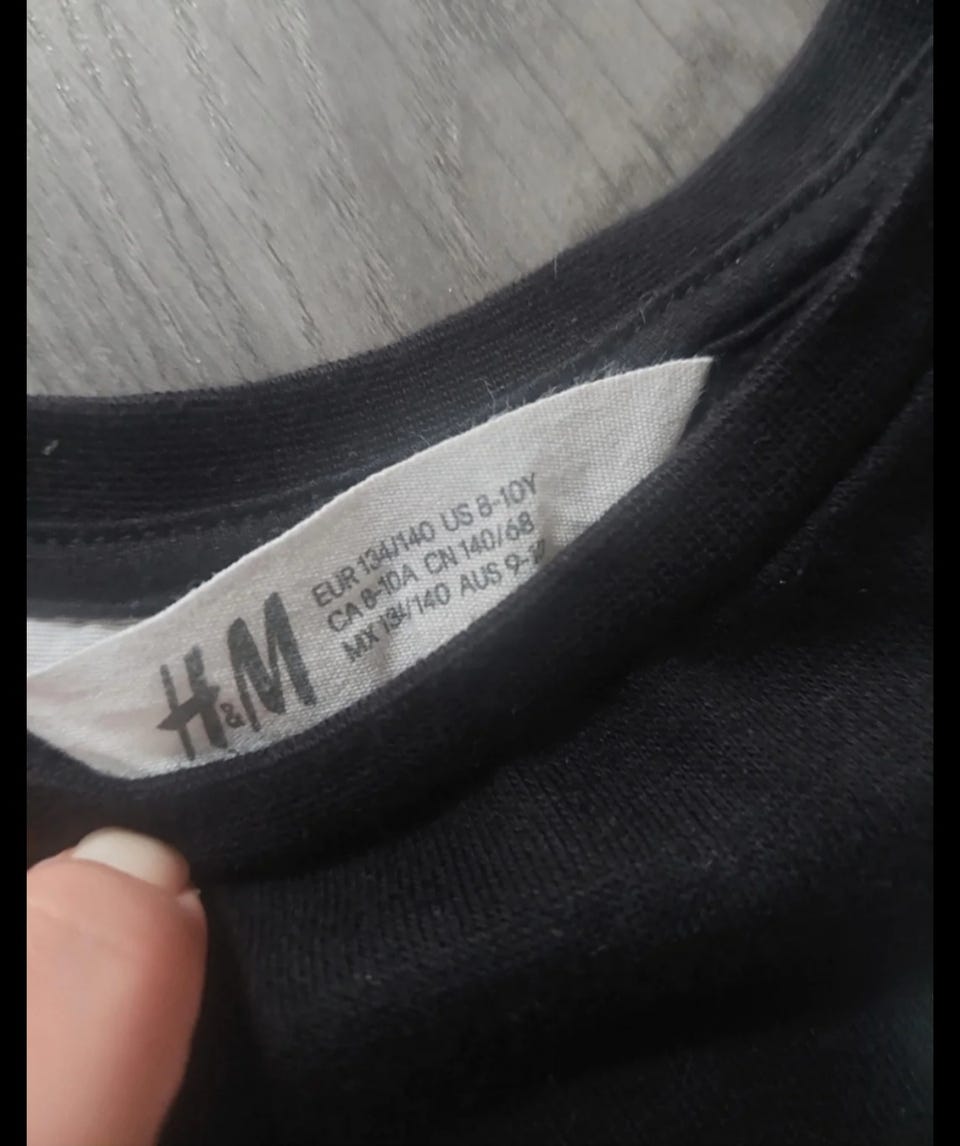 H&M
EUR 134/140 US 8-10Y
CA 8-10A CN 140/68
MX 134/140 AUS